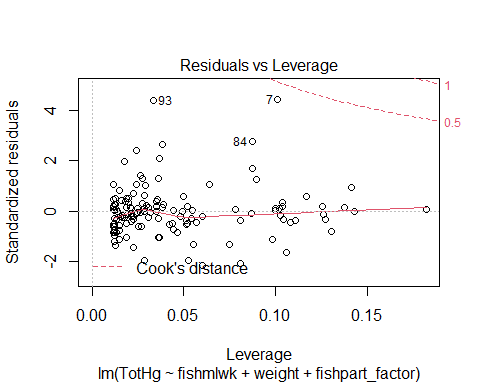 Residuals vs Leverage
Standardized residuals
4
2
0
-2
93
7
84
1
0.5
Cook's distance
0.00 0.05 0.10 0.15
Leverage
lm(TotHg ~ fishmlwk + weight + fishpart_factor)